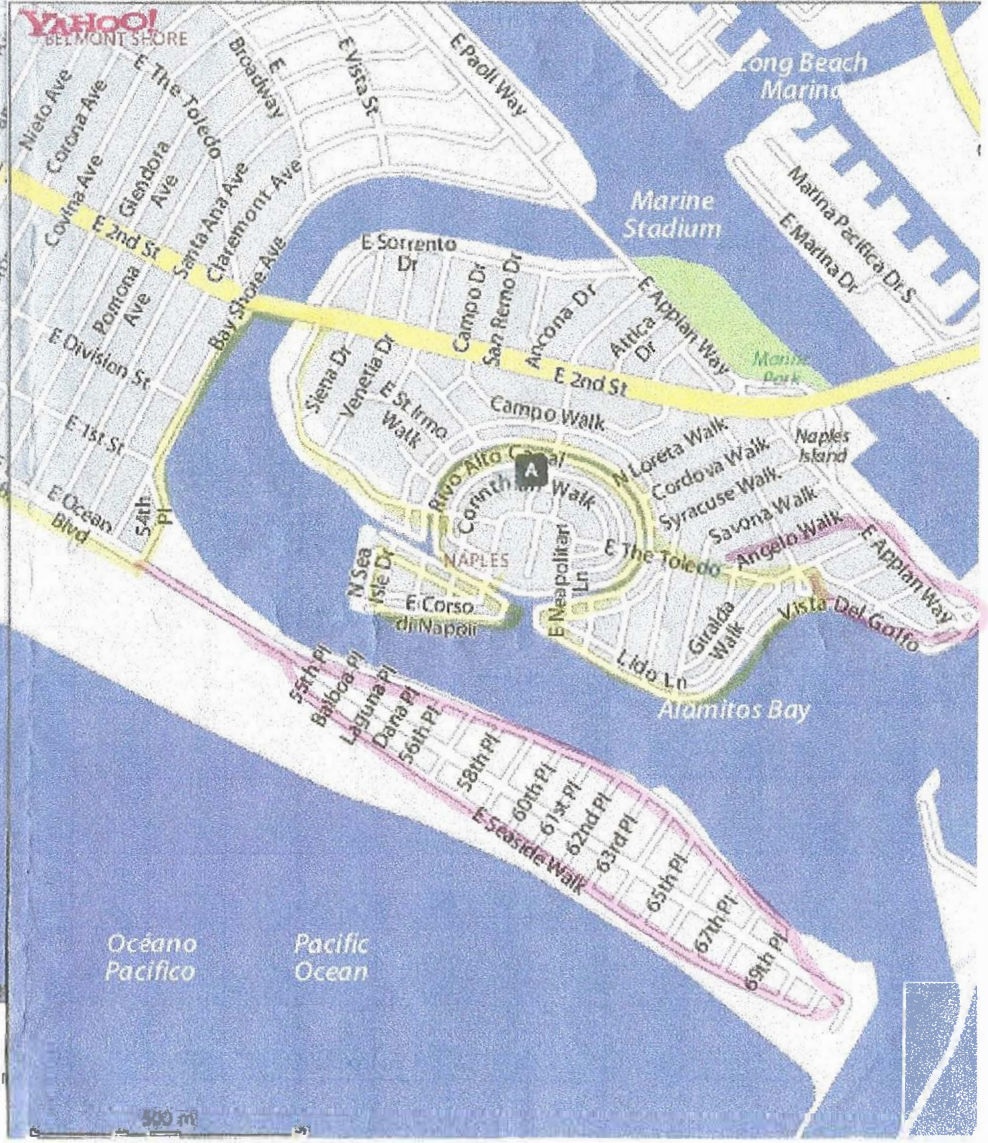 YAHOO!
BELMONT SHORE
Nieto Ave
Corona Ave
Covina Ave
E The Toledo
Glendora
Ave
Broadway
E
E Vista St
E Paoli Way
Long Beach
Marina
Marine
Stadium
Marina Pacifica Dr S
E Marina Dr
E 2nd St
Santa Ana Ave
Claremont Ave
Pomona
Ave
Bay Shore Ave
E Division St
E 1st St
E Ocean
Blvd
54th
Pl
E Sorrento
Dr
Campo Dr
San Remo Dr
Ancona Dr
Attica
Dr
E Appian Way
Marine
Park
E 2nd St
Siena Dr
Venetia Dr
E St Irmo
Walk
Campo Walk
Rivo Alto Canal
A
Corinthian Walk
N Loreta Walk
Cordova Walk
Syracuse Walk
Savona Walk
Angelo Walk
Naples
Island
E Appian Way
NAPLES
N Sea
Isle Dr
E Corso
di Napoli
E Neapolitan
Ln
E The Toledo
Giralda
Walk
Vista Del Golfo
Lido Ln
Alamitos Bay
55th Pl
Balboa Pl
Laguna Pl
Dana Pl
56th Pl
58th Pl
60th Pl
61st Pl
62nd Pl
63rd Pl
65th Pl
67th Pl
69th Pl
E Seaside Walk
Océano
Pacifico
Pacific
Ocean
500 m